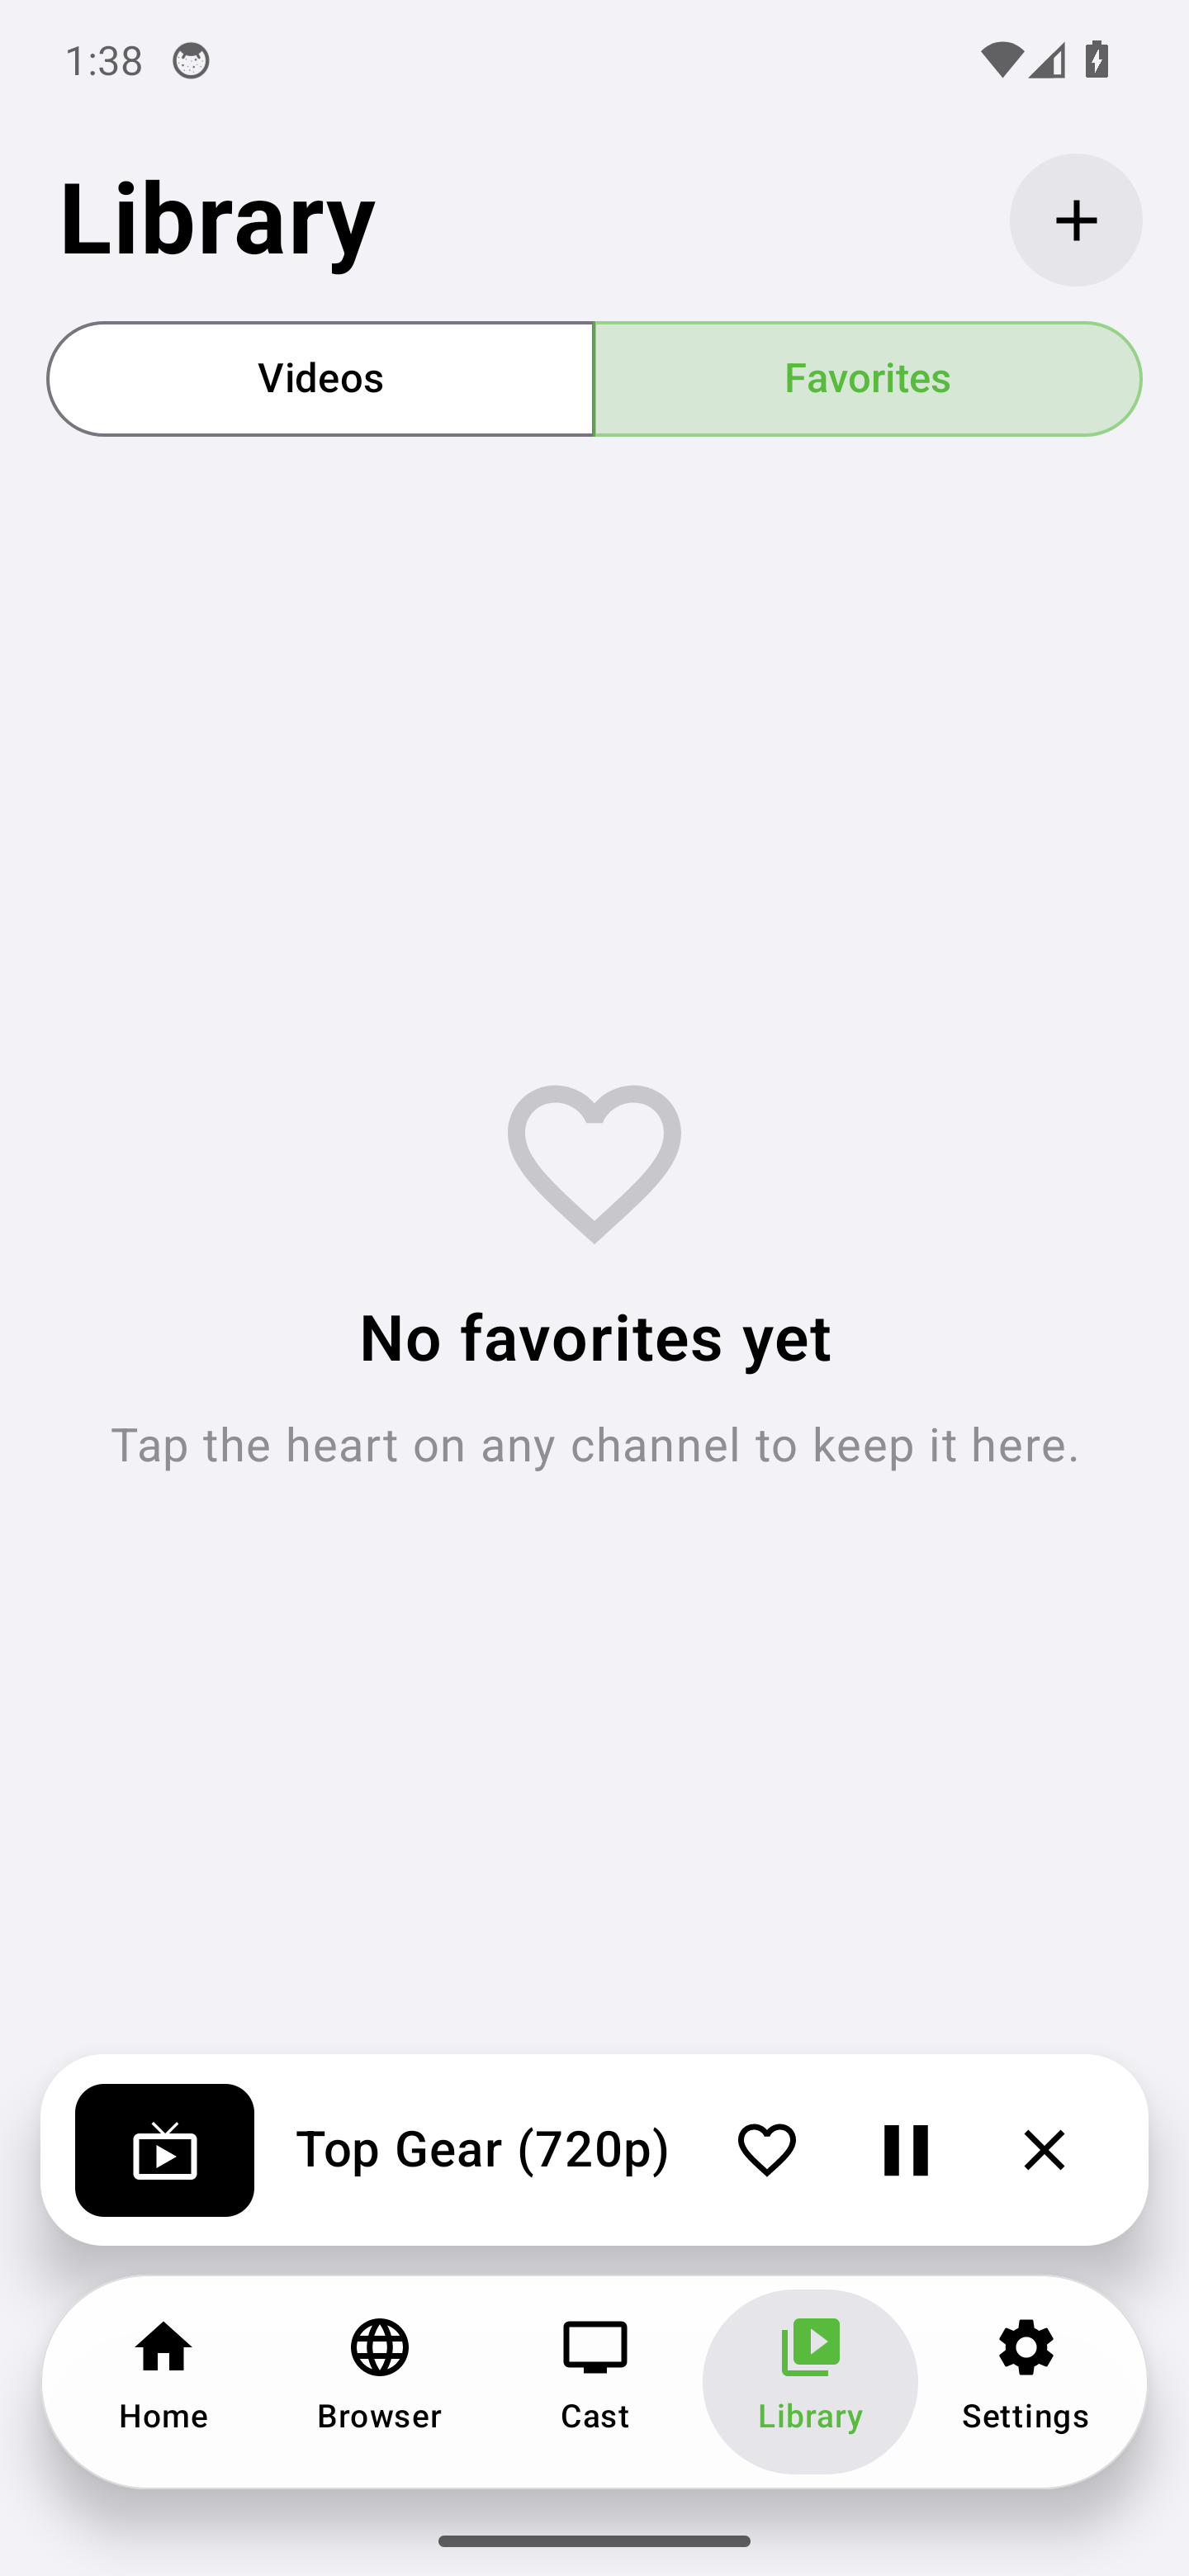 1:38
Library
Videos
Favorites
No favorites yet
Tap the heart on any channel to keep it here.
Top Gear (720p)
Home
Browser
Cast
Library
Settings